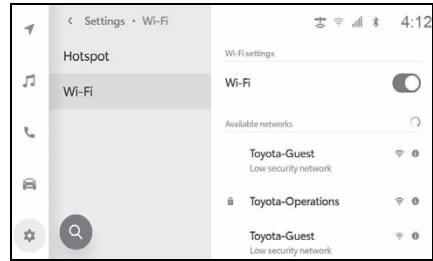 < Settings • Wi-Fi
4:12
Hotspot
Wi-Fi
Wi-Fi settings
Wi-Fi
Available networks
Toyota-Guest
Low security network
Toyota-Operations
Toyota-Guest
Low security network